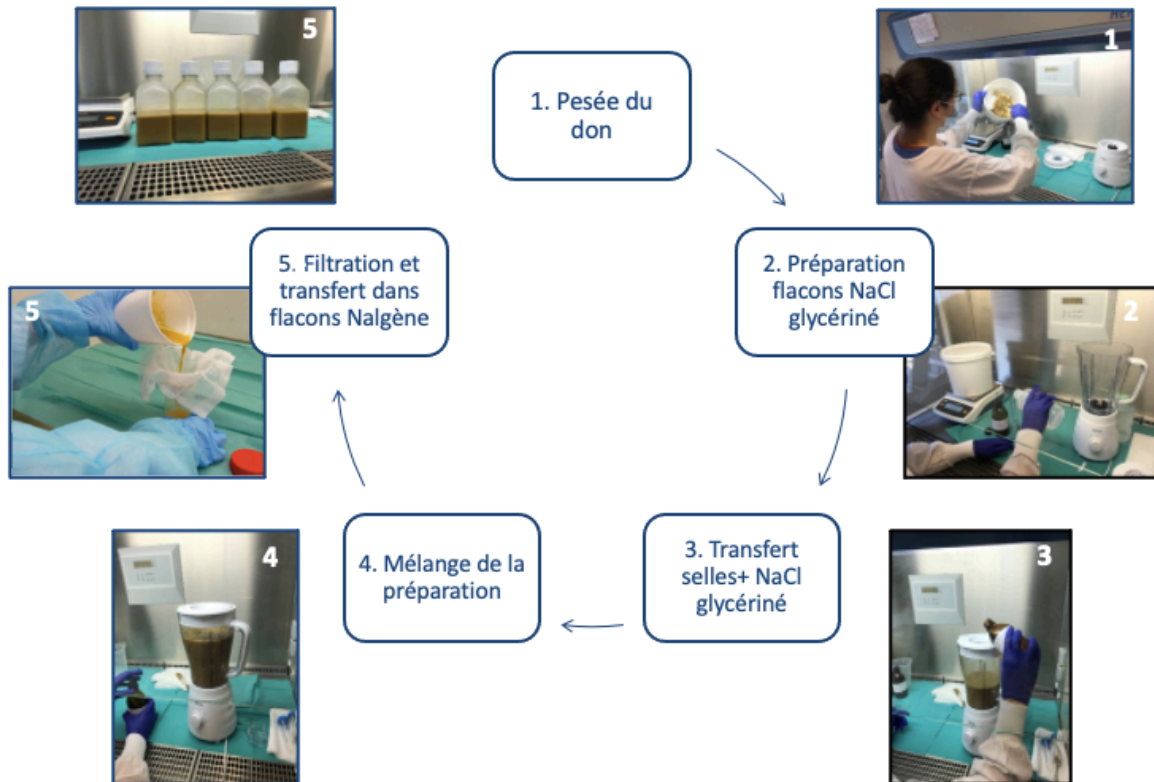 1. Pesée du
don
2. Préparation
flacons NaCl
glycériné
3. Transfert
selles+ NaCl
glycériné
4. Mélange de la
préparation
5. Filtration et
transfert dans
flacons Nalgène
1
2
3
4
5
5